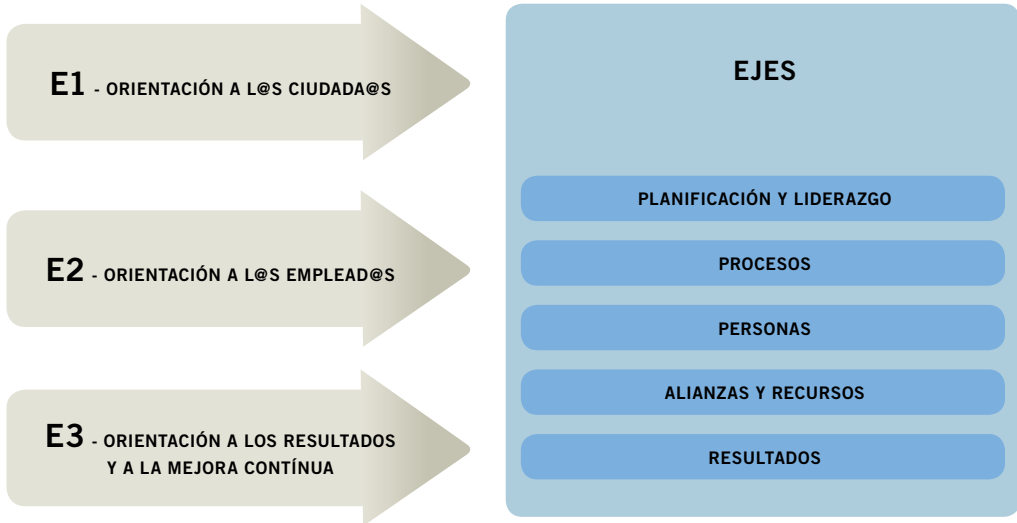 E1 - ORIENTACIÓN A L@S CIUDADA@S
E2 - ORIENTACIÓN A L@S EMPLEAD@S
E3 - ORIENTACIÓN A LOS RESULTADOS
Y A LA MEJORA CONTÍNUA
EJES
PLANIFICACIÓN Y LIDERAZGO
PROCESOS
PERSONAS
ALIANZAS Y RECURSOS
RESULTADOS